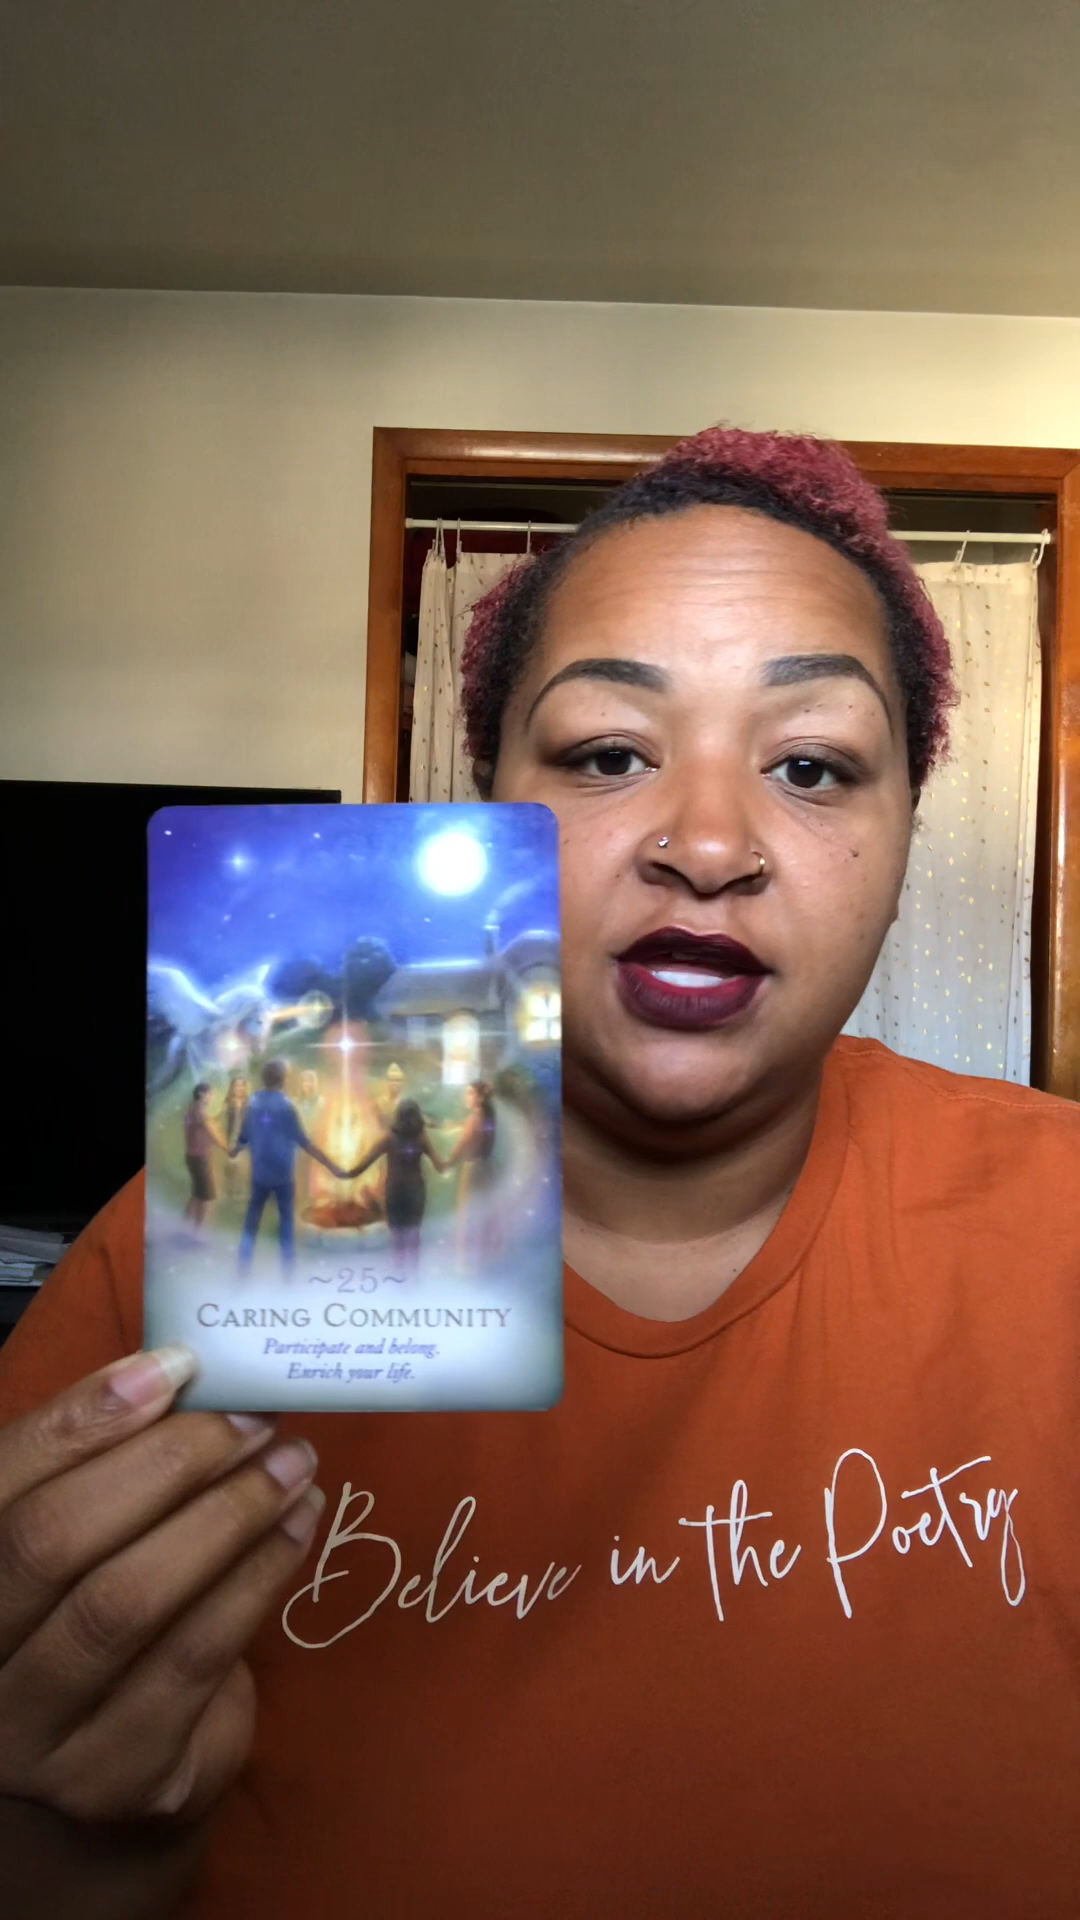 ~25~
CARING COMMUNITY
Participate and belong.
Enrich your life.
Believe in the Poetry